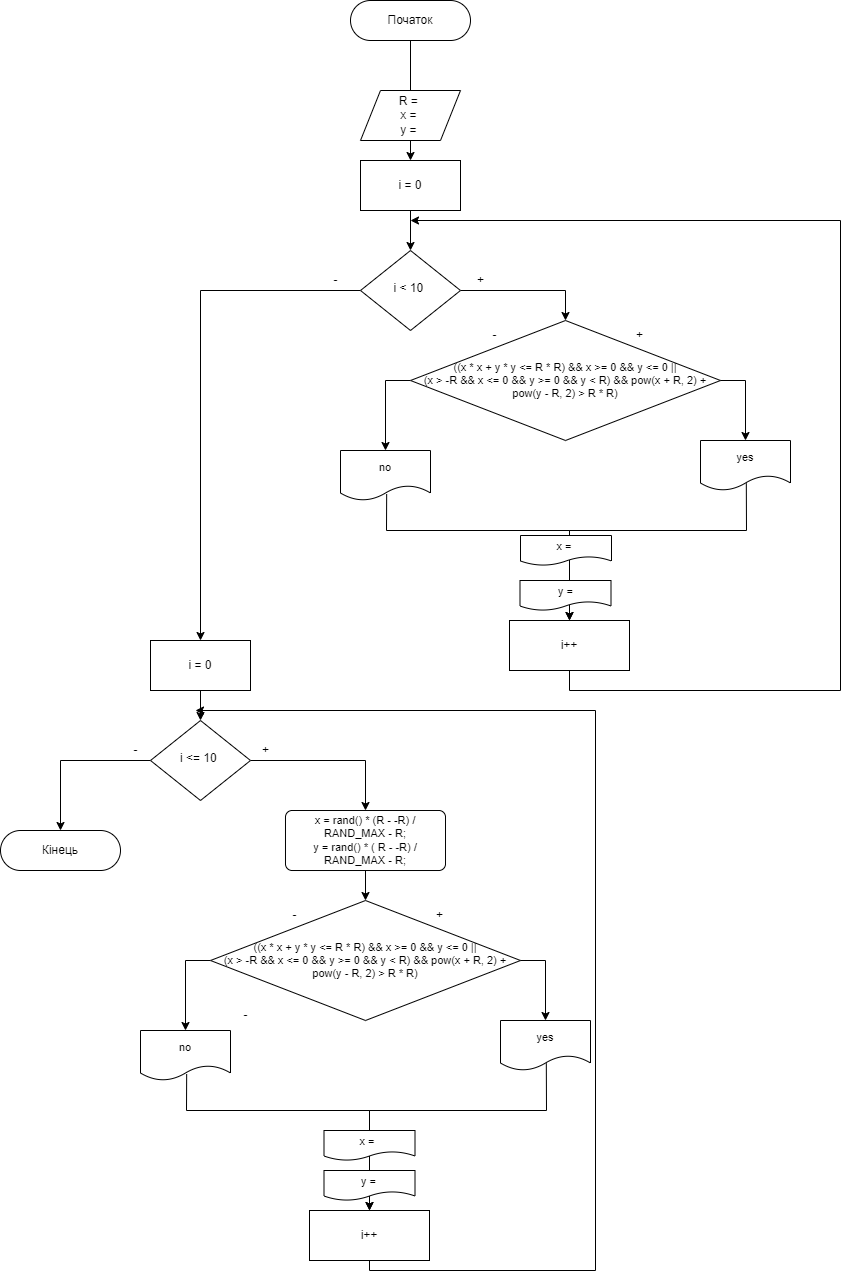 Початок
R =
x =
y =
i = 0
-
i < 10
+
-
+
((x * x + y * y <= R * R) && x >= 0 && y <= 0 ||
(x > -R && x <= 0 && y >= 0 && y < R) && pow(x + R, 2) +
pow(y - R, 2) > R * R)
no
yes
x =
y =
i++
i = 0
-
i <= 10
+
Кінець
x = rand() * (R - -R) /
RAND_MAX - R;
y = rand() * ( R - -R) /
RAND_MAX - R;
-
+
((x * x + y * y <= R * R) && x >= 0 && y <= 0 ||
(x > -R && x <= 0 && y >= 0 && y < R) && pow(x + R, 2) +
pow(y - R, 2) > R * R)
-
no
yes
x =
y =
i++